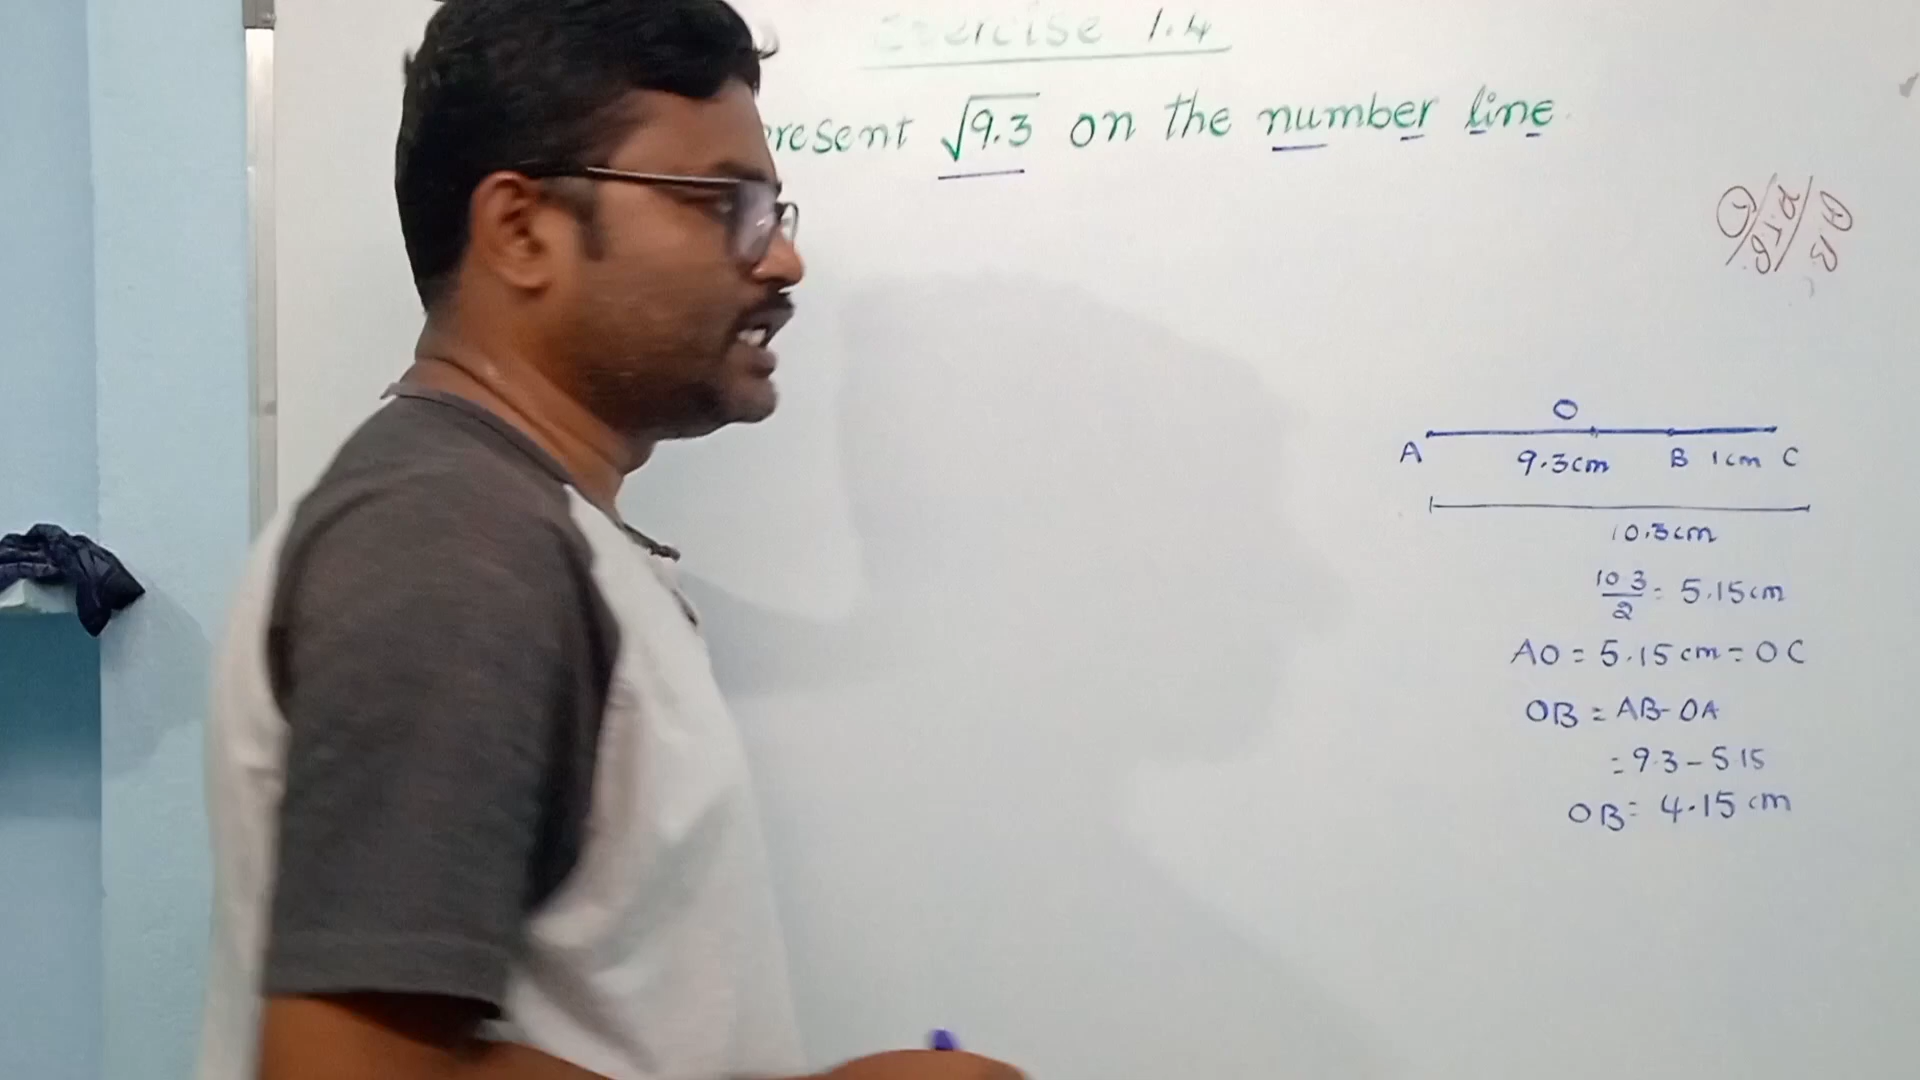 Exercise 1.4
present √9.3 on the number line
O
A 9.3cm B 1cm C
10.3cm
10.3/2 = 5.15cm
AO = 5.15cm = OC
OB = AB-OA
= 9.3 - 5.15
OB = 4.15 cm